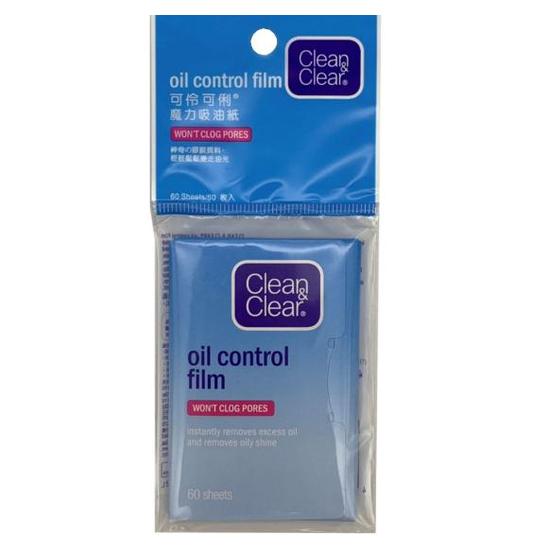 Clean
&
Clear®
oil control film
可伶可俐®
魔力吸油紙
WON'T CLOG PORES
60 Sheets/60 枚入
Clean
&
Clear®
oil control
film
WON'T CLOG PORES
instantly removes excess oil
and removes oily shine
60 sheets